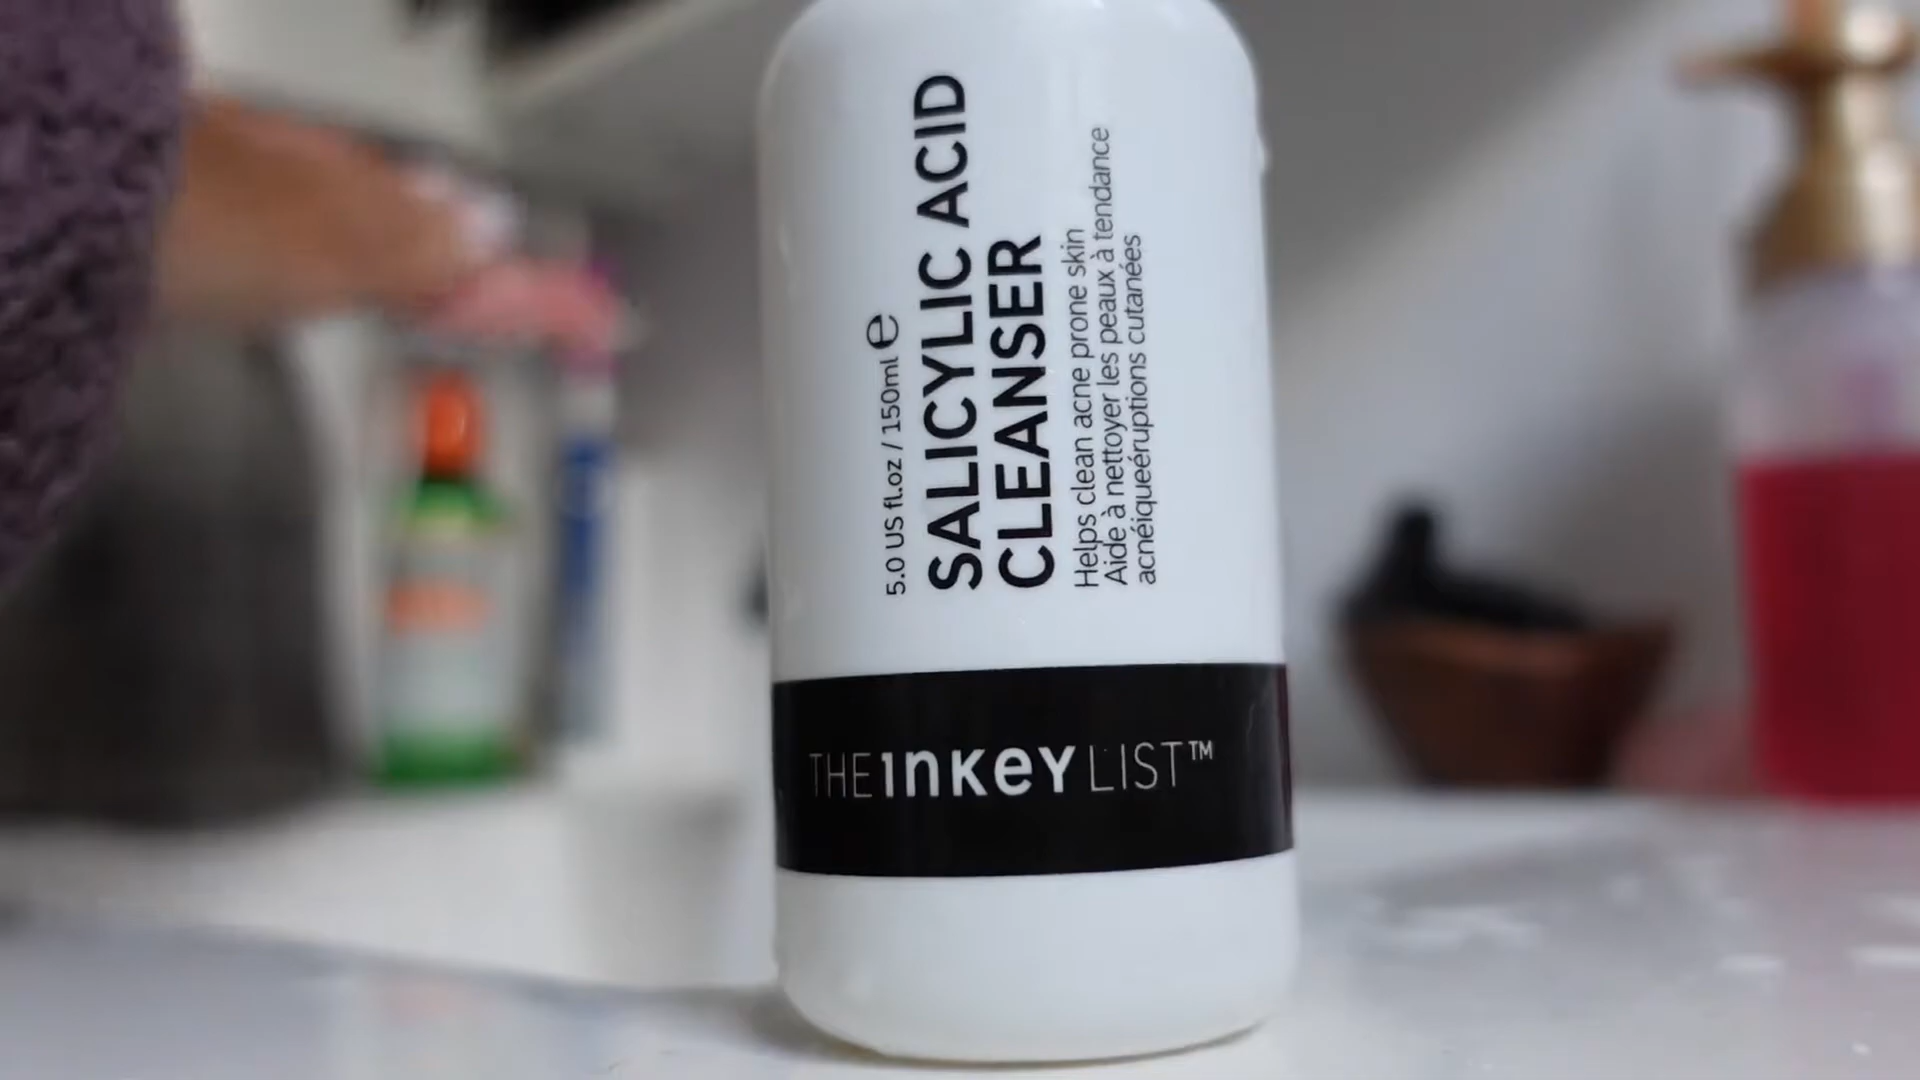 5.0 US fl.oz / 150ml ℮
SALICYLIC ACID
CLEANSER
Helps clean acne prone skin
Aide à nettoyer les peaux à tendance
acnéiqueéruptions cutanées
THE INKEY LIST™